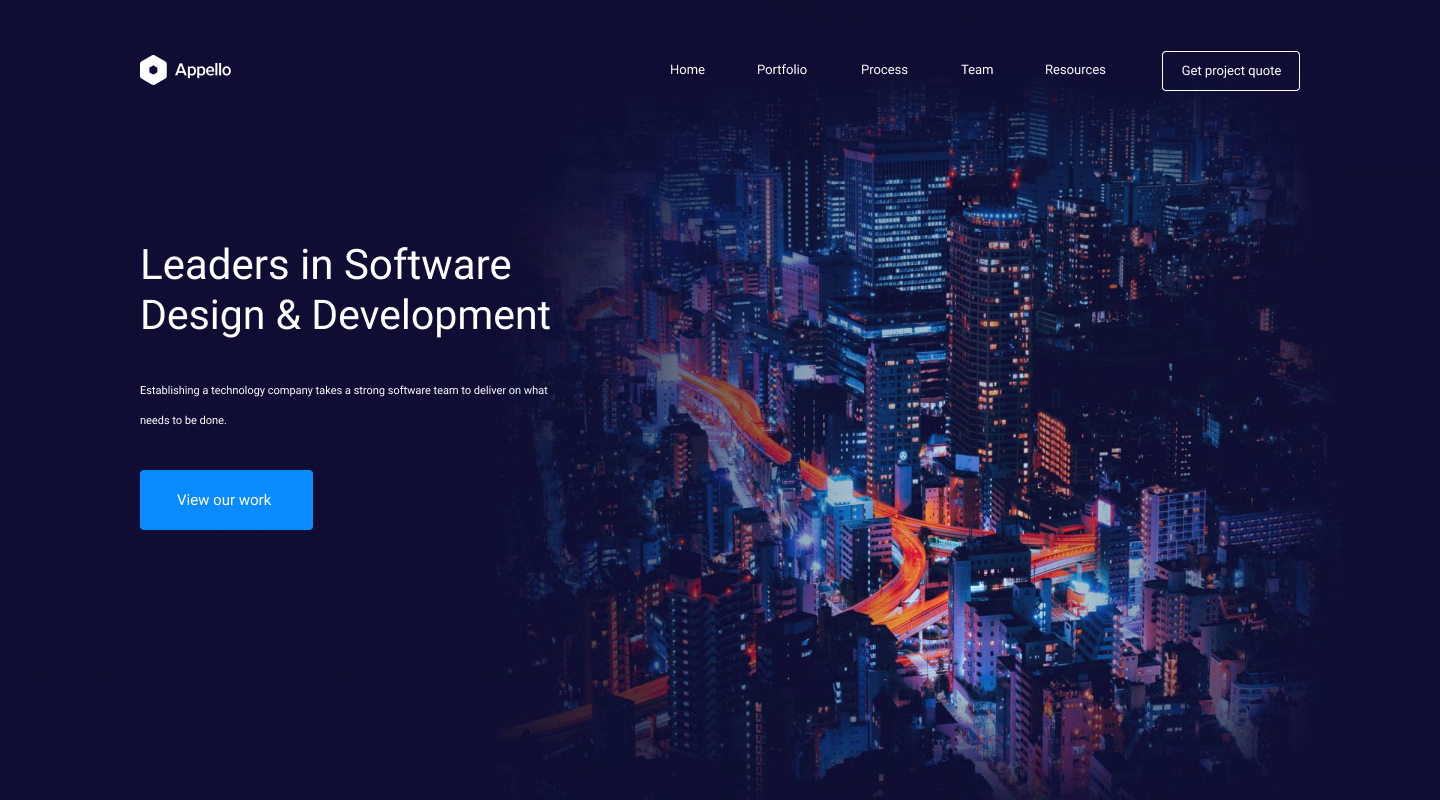 Appello
Home
Portfolio
Process
Team
Resources
Get project quote
Leaders in Software
Design & Development
Establishing a technology company takes a strong software team to deliver on what
needs to be done.
View our work